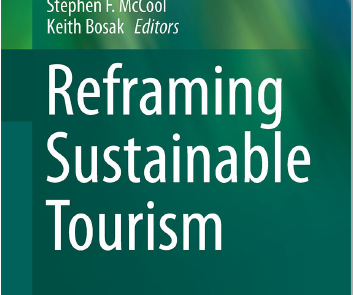 Stephen F. McCool
Keith Bosak Editors
Reframing
Sustainable
Tourism